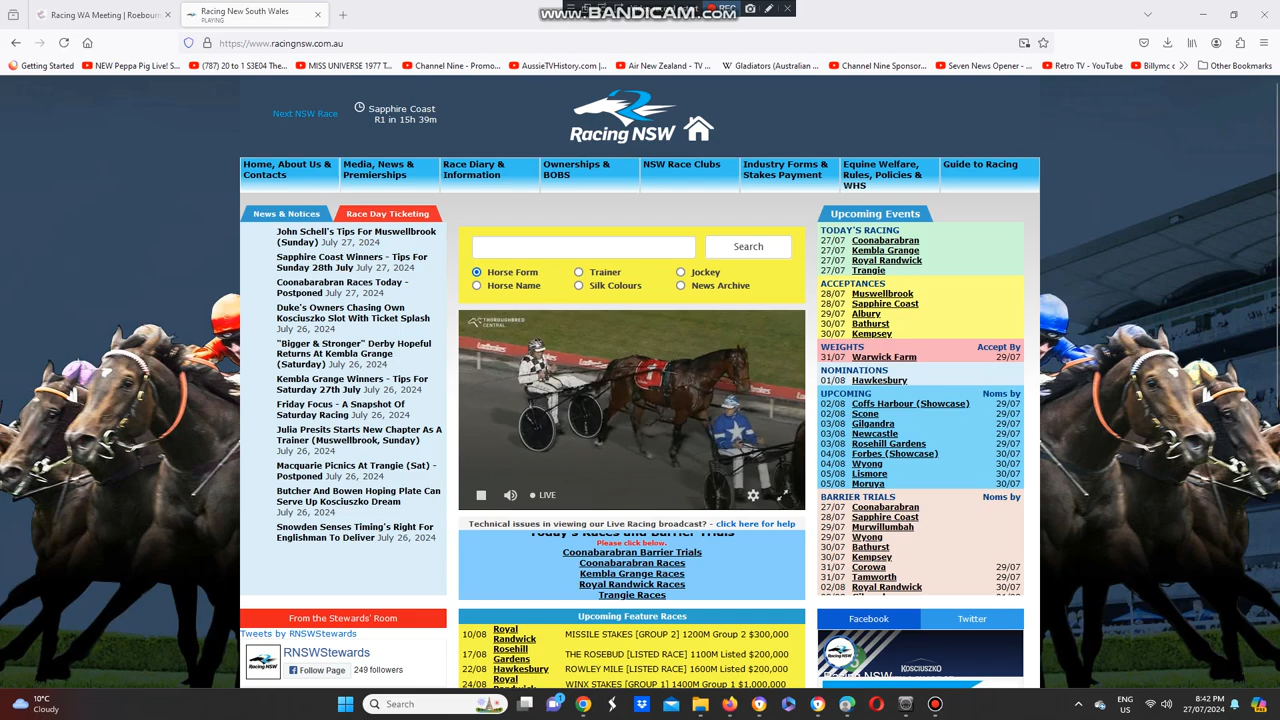 Racing WA Meeting | Roebourn
Racing New South Wales
PLAYING
www.BANDICAM.com
REC
https://www.racingnsw.com.au
Getting Started
NEW Peppa Pig Live! S...
(787) 20 to 1 S3E04 The...
MISS UNIVERSE 1977 T...
Channel Nine - Promo...
AussieTVHistory.com |...
Air New Zealand - TV ...
Gladiators (Australian ...
Channel Nine Sponsor...
Seven News Opener - ...
Retro TV - YouTube
Billymc c
Other Bookmarks
Next NSW Race
Sapphire Coast
R1 in 15h 39m
Racing NSW
Home, About Us &
Contacts
Media, News &
Premierships
Race Diary &
Information
Ownerships &
BOBS
NSW Race Clubs
Industry Forms &
Stakes Payment
Equine Welfare,
Rules, Policies &
WHS
Guide to Racing
News & Notices
Race Day Ticketing
John Schell's Tips For Muswellbrook
(Sunday) July 27, 2024
Sapphire Coast Winners - Tips For
Sunday 28th July July 27, 2024
Coonabarabran Races Today -
Postponed July 27, 2024
Duke's Owners Chasing Own
Kosciuszko Slot With Ticket Splash
July 26, 2024
"Bigger & Stronger" Derby Hopeful
Returns At Kembla Grange
(Saturday) July 26, 2024
Kembla Grange Winners - Tips For
Saturday 27th July July 26, 2024
Friday Focus - A Snapshot Of
Saturday Racing July 26, 2024
Julia Presits Starts New Chapter As A
Trainer (Muswellbrook, Sunday)
July 26, 2024
Macquarie Picnics At Trangie (Sat) -
Postponed July 26, 2024
Butcher And Bowen Hoping Plate Can
Serve Up Kosciuszko Dream
July 26, 2024
Snowden Senses Timing's Right For
Englishman To Deliver July 26, 2024
From the Stewards' Room
Tweets by RNSWStewards
Racing NSW
RNSWStewards
Follow Page
249 followers
Search
Horse Form
Trainer
Jockey
Horse Name
Silk Colours
News Archive
THOROUGHBRED
CENTRAL
LIVE
Technical issues in viewing our Live Racing broadcast? - click here for help
Today's Races and Barrier Trials
Please click below.
Coonabarabran Barrier Trials
Coonabarabran Races
Kembla Grange Races
Royal Randwick Races
Trangie Races
Upcoming Feature Races
10/08 Royal Randwick MISSILE STAKES [GROUP 2] 1200M Group 2 $300,000
17/08 Rosehill Gardens THE ROSEBUD [LISTED RACE] 1100M Listed $200,000
22/08 Hawkesbury ROWLEY MILE [LISTED RACE] 1600M Listed $200,000
24/08 Royal Randwick WINX STAKES [GROUP 1] 1400M Group 1 $1,000,000
Upcoming Events
TODAY'S RACING
27/07 Coonabarabran
27/07 Kembla Grange
27/07 Royal Randwick
27/07 Trangie
ACCEPTANCES
28/07 Muswellbrook
28/07 Sapphire Coast
29/07 Albury
30/07 Bathurst
30/07 Kempsey
WEIGHTS Accept By
31/07 Warwick Farm 29/07
NOMINATIONS
01/08 Hawkesbury
UPCOMING Noms by
02/08 Coffs Harbour (Showcase) 29/07
02/08 Scone 29/07
03/08 Gilgandra 29/07
03/08 Newcastle 29/07
03/08 Rosehill Gardens 29/07
04/08 Forbes (Showcase) 30/07
04/08 Wyong 30/07
05/08 Lismore 30/07
05/08 Moruya 30/07
BARRIER TRIALS Noms by
27/07 Coonabarabran
28/07 Sapphire Coast
29/07 Murwillumbah
29/07 Wyong
30/07 Bathurst
30/07 Kempsey
31/07 Corowa 29/07
31/07 Tamworth 29/07
02/08 Royal Randwick 30/07
Facebook
Twitter
KOSCIUSZKO
Racing NSW
10°C
Cloudy
Search
ENG
US
8:42 PM
27/07/2024